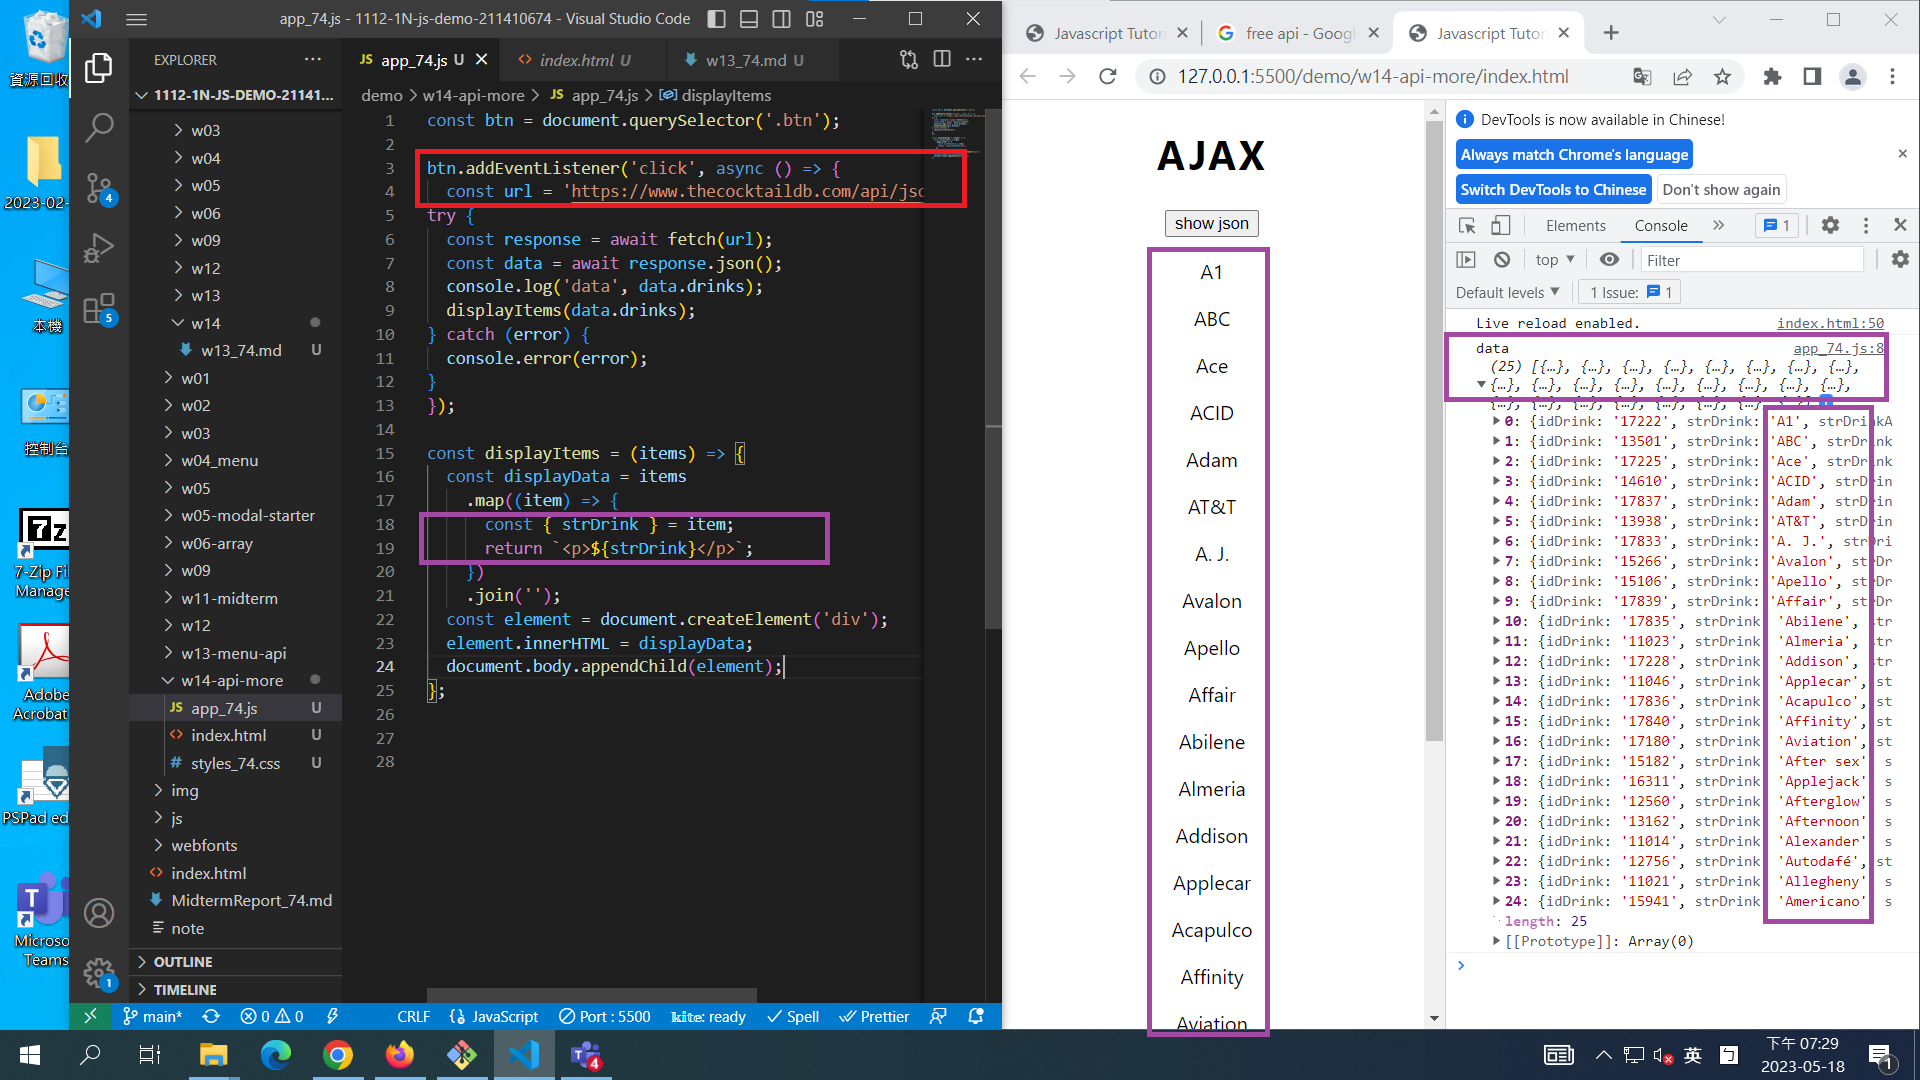 資源回收
2023-02-
本機
控制台
7-Zip Fi
Manage
Adobe
Acrobat
PSPad ed
Microso
Teams
app_74.js - 1112-1N-js-demo-211410674 - Visual Studio Code
EXPLORER
1112-1N-JS-DEMO-21141...
w03
w04
w05
w06
w09
w12
w13
w14
w13_74.md U
w01
w02
w03
w04_menu
w05
w05-modal-starter
w06-array
w09
w11-midterm
w12
w13-menu-api
w14-api-more
JS app_74.js U
index.html U
# styles_74.css U
img
js
webfonts
index.html
MidtermReport_74.md
note
OUTLINE
TIMELINE
4
5
1
JS app_74.js U
index.html U
w13_74.md U
demo > w14-api-more > JS app_74.js > displayItems
1 const btn = document.querySelector('.btn');
2
3 btn.addEventListener('click', async () => {
4 const url = 'https://www.thecocktaildb.com/api/jsc
5 try {
6 const response = await fetch(url);
7 const data = await response.json();
8 console.log('data', data.drinks);
9 displayItems(data.drinks);
10 } catch (error) {
11 console.error(error);
12 }
13 });
14
15 const displayItems = (items) => {
16 const displayData = items
17 .map((item) => {
18 const { strDrink } = item;
19 return `<p>${strDrink}</p>`;
20 })
21 .join('');
22 const element = document.createElement('div');
23 element.innerHTML = displayData;
24 document.body.appendChild(element);
25 };
26
27
28
main* 0 0 CRLF {} JavaScript Port : 5500 kite: ready Spell Prettier
Javascript Tutor
free api - Googl
Javascript Tutor
127.0.0.1:5500/demo/w14-api-more/index.html
AJAX
show json
A1
ABC
Ace
ACID
Adam
AT&T
A. J.
Avalon
Apello
Affair
Abilene
Almeria
Addison
Applecar
Acapulco
Affinity
Aviation
DevTools is now available in Chinese!
Always match Chrome's language
Switch DevTools to Chinese
Don't show again
Elements
Console
1
top
Filter
Default levels
1 Issue: 1
Live reload enabled. index.html:50
data app_74.js:8
(25) [{…}, {…}, {…}, {…}, {…}, {…}, {…}, {…},
{…}, {…}, {…}, {…}, {…}, {…}, {…}, {…}, {…},
0: {idDrink: '17222', strDrink: 'A1', strDrinkA
1: {idDrink: '13501', strDrink: 'ABC', strDrink
2: {idDrink: '17225', strDrink: 'Ace', strDrink
3: {idDrink: '14610', strDrink: 'ACID', strDrin
4: {idDrink: '17837', strDrink: 'Adam', strDrin
5: {idDrink: '13938', strDrink: 'AT&T', strDrin
6: {idDrink: '17833', strDrink: 'A. J.', strDri
7: {idDrink: '15266', strDrink: 'Avalon', strDr
8: {idDrink: '15106', strDrink: 'Apello', strDr
9: {idDrink: '17839', strDrink: 'Affair', strDr
10: {idDrink: '17835', strDrink: 'Abilene', str
11: {idDrink: '11023', strDrink: 'Almeria', str
12: {idDrink: '17228', strDrink: 'Addison', str
13: {idDrink: '11046', strDrink: 'Applecar', st
14: {idDrink: '17836', strDrink: 'Acapulco', st
15: {idDrink: '17840', strDrink: 'Affinity', st
16: {idDrink: '17180', strDrink: 'Aviation', st
17: {idDrink: '15182', strDrink: 'After sex' s
18: {idDrink: '16311', strDrink: 'Applejack' s
19: {idDrink: '12560', strDrink: 'Afterglow' s
20: {idDrink: '13162', strDrink: 'Afternoon' s
21: {idDrink: '11014', strDrink: 'Alexander' s
22: {idDrink: '12756', strDrink: 'Autodafé', st
23: {idDrink: '11021', strDrink: 'Allegheny' s
24: {idDrink: '15941', strDrink: 'Americano' s
length: 25
[[Prototype]]: Array(0)
4
英
下午 07:29
2023-05-18
1